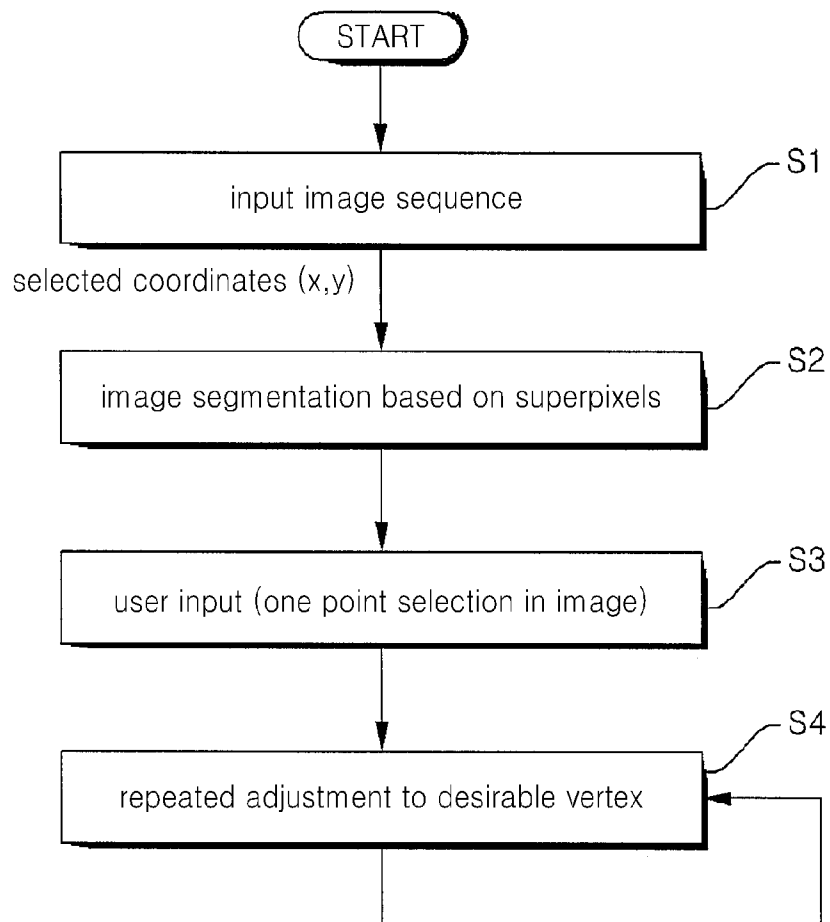 START
input image sequence
S1
selected coordinates (x,y)
image segmentation based on superpixels
S2
user input (one point selection in image)
S3
repeated adjustment to desirable vertex
S4